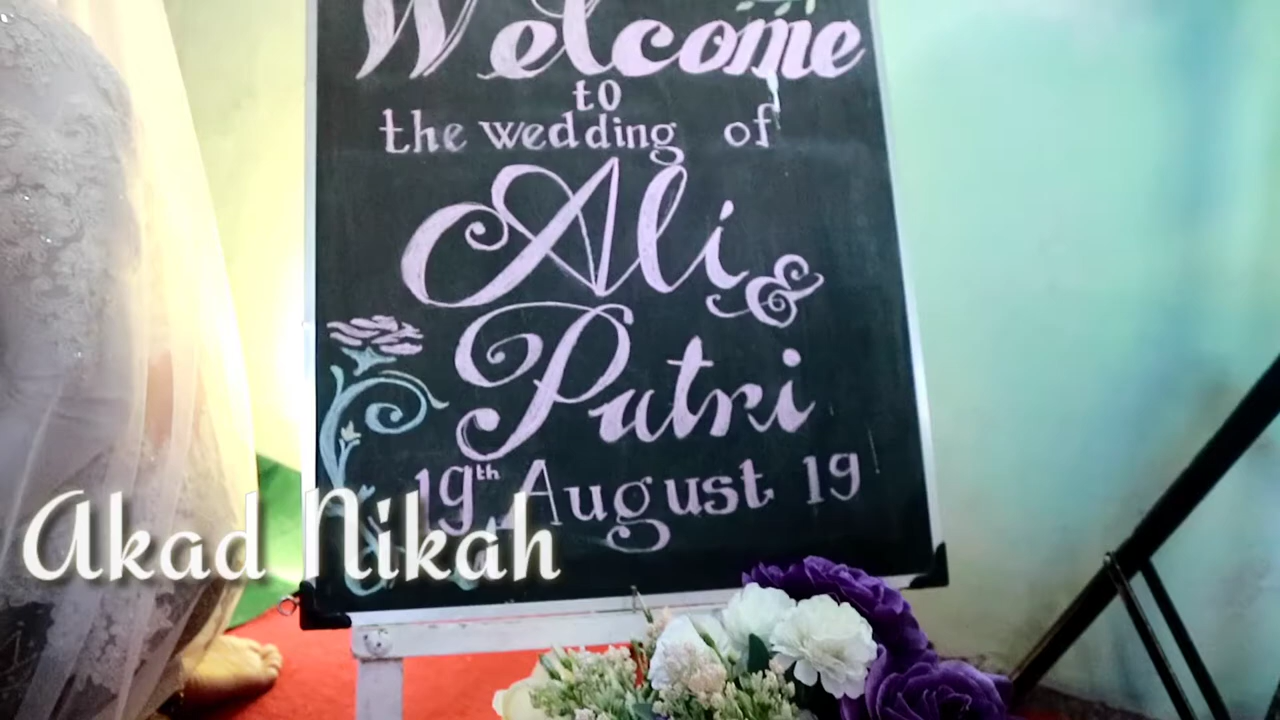 Welcome
to
the wedding of
Ali &
Putri
19th August 19
Akad Nikah